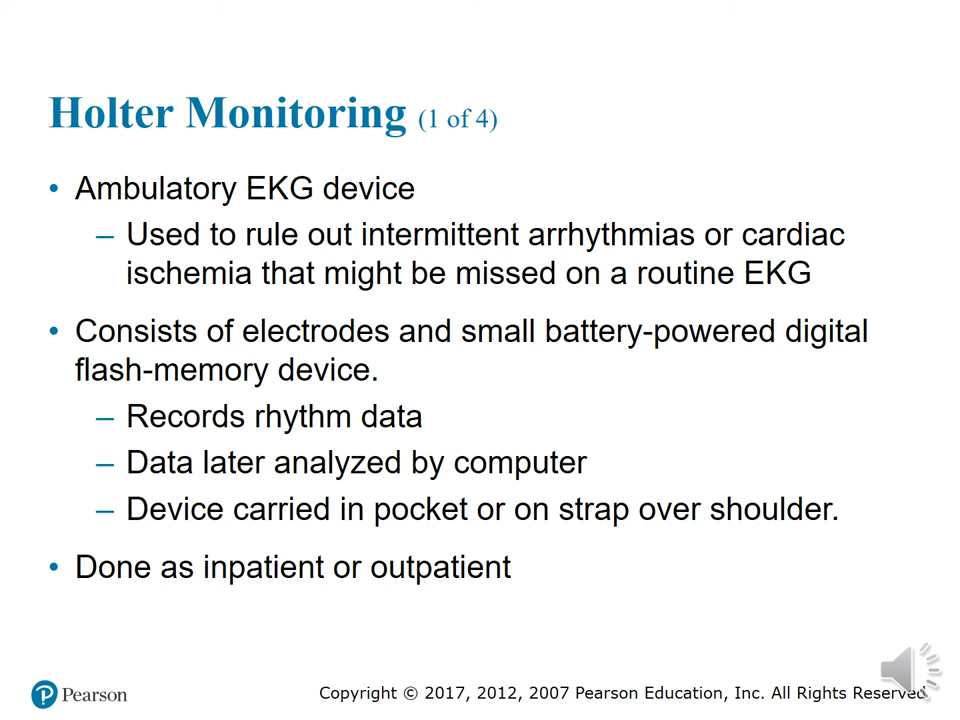 Holter Monitoring (1 of 4)
• Ambulatory EKG device
– Used to rule out intermittent arrhythmias or cardiac
ischemia that might be missed on a routine EKG
• Consists of electrodes and small battery-powered digital
flash-memory device.
– Records rhythm data
– Data later analyzed by computer
– Device carried in pocket or on strap over shoulder.
• Done as inpatient or outpatient
Pearson
Copyright © 2017, 2012, 2007 Pearson Education, Inc. All Rights Reserved